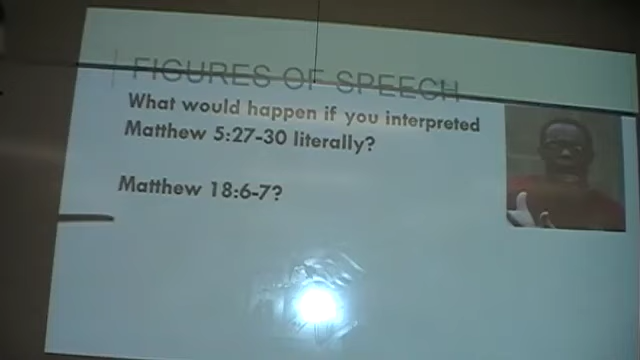 FIGURES OF SPEECH
What would happen if you interpreted
Matthew 5:27-30 literally?
Matthew 18:6-7?